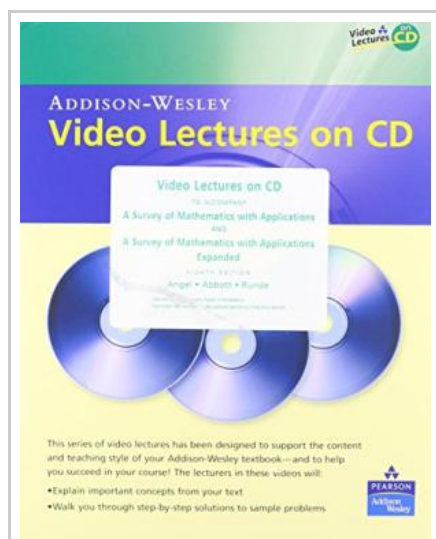 Video
Lectures
on
CD
ADDISON-WESLEY
Video Lectures on CD
Video Lectures on CD
TO ACCOMPANY
A Survey of Mathematics with Applications
AND
A Survey of Mathematics with Applications
Expanded
EIGHTH EDITION
Angel • Abbott • Runde
This series of video lectures has been designed to support the content
and teaching style of your Addison-Wesley textbook—and to help
you succeed in your course! The lecturers in these videos will:
•Explain important concepts from your text
•Walk you through step-by-step solutions to sample problems
PEARSON
Addison
Wesley